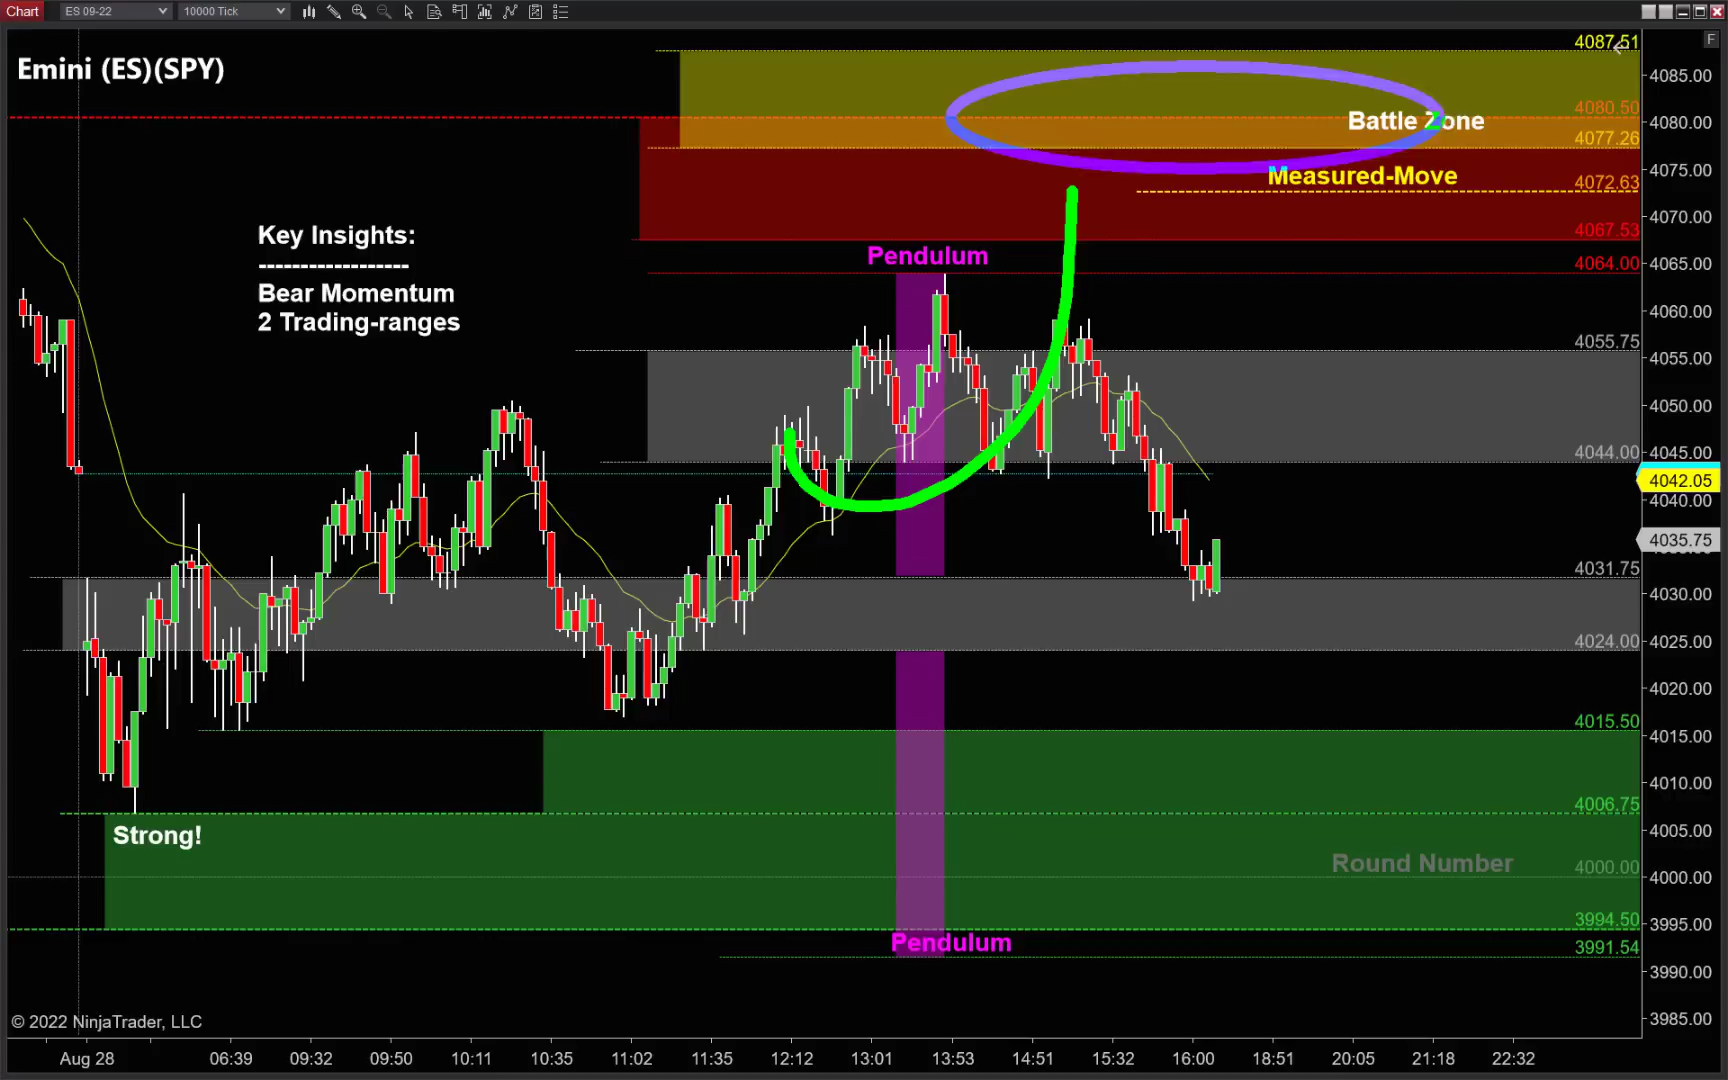 Chart ES 09-22 10000 Tick
F
Emini (ES)(SPY)
Key Insights:
-----------------
Bear Momentum
2 Trading-ranges
Strong!
Pendulum
Pendulum
Battle Zone
Measured-Move
Round Number
4087.51
4080.50
4077.26
4072.63
4067.53
4064.00
4055.75
4044.00
4031.75
4024.00
4015.50
4006.75
4000.00
3994.50
3991.54
4085.00
4080.00
4075.00
4070.00
4065.00
4060.00
4055.00
4050.00
4045.00
4042.05
4040.00
4035.75
4030.00
4025.00
4020.00
4015.00
4010.00
4005.00
4000.00
3995.00
3990.00
3985.00
© 2022 NinjaTrader, LLC
Aug 28 06:39 09:32 09:50 10:11 10:35 11:02 11:35 12:12 13:01 13:53 14:51 15:32 16:00 18:51 20:05 21:18 22:32